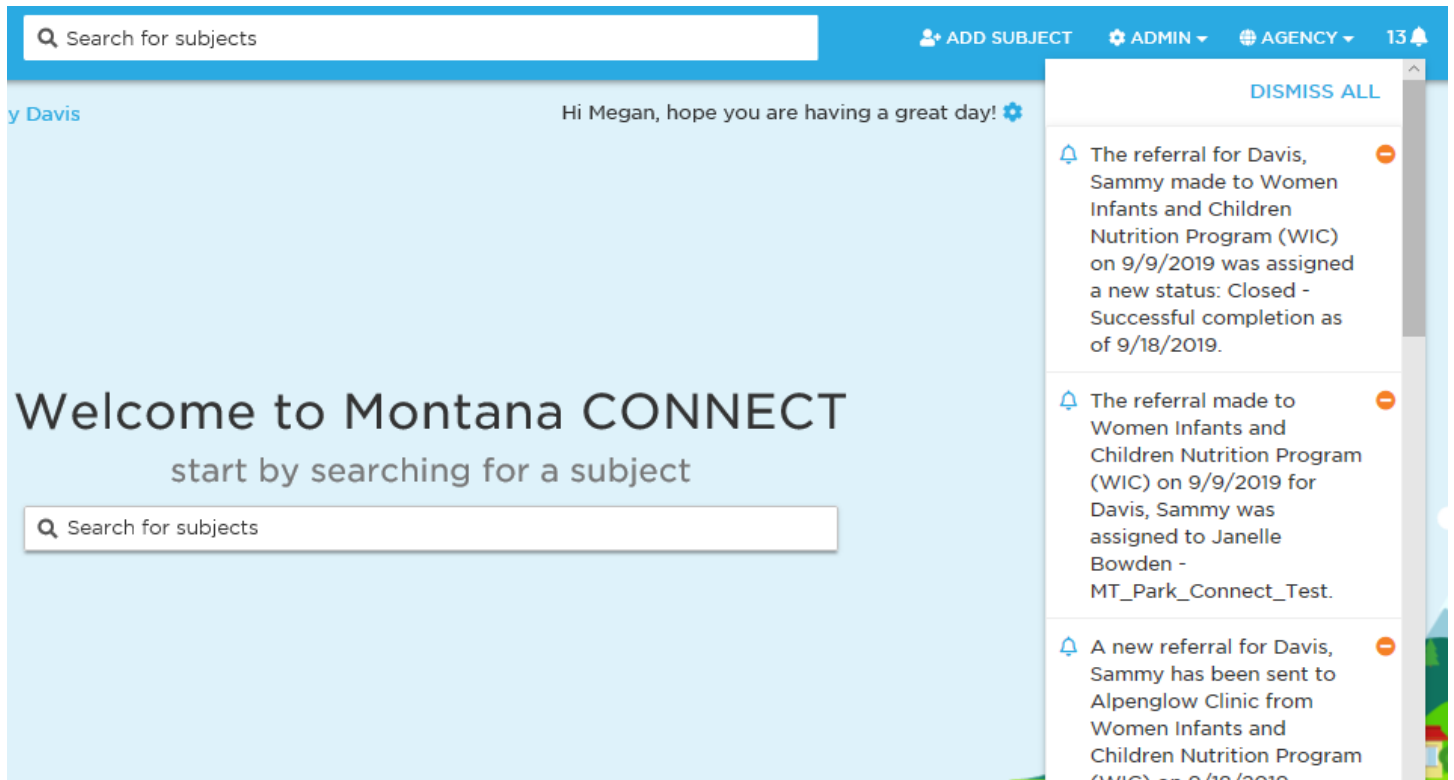 Search for subjects
ADD SUBJECT
ADMIN
AGENCY
13
y Davis
Hi Megan, hope you are having a great day!
DISMISS ALL
The referral for Davis,
Sammy made to Women
Infants and Children
Nutrition Program (WIC)
on 9/9/2019 was assigned
a new status: Closed -
Successful completion as
of 9/18/2019.
The referral made to
Women Infants and
Children Nutrition Program
(WIC) on 9/9/2019 for
Davis, Sammy was
assigned to Janelle
Bowden -
MT_Park_Connect_Test.
A new referral for Davis,
Sammy has been sent to
Alpenglow Clinic from
Women Infants and
Children Nutrition Program
(WIC) on 9/18/2019
Welcome to Montana CONNECT
start by searching for a subject
Search for subjects